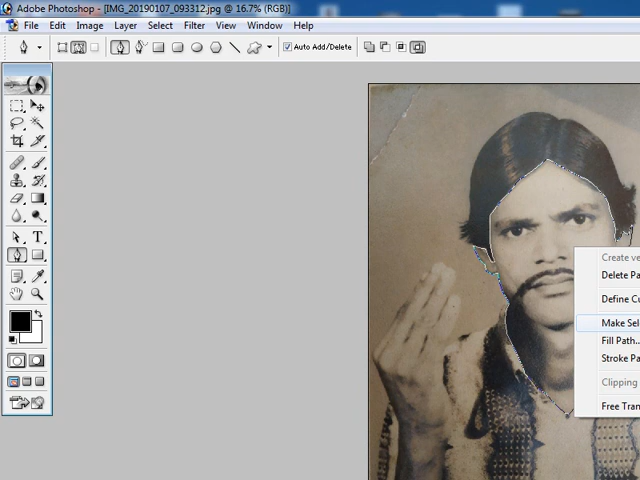 Adobe Photoshop - [IMG_20190107_093312.jpg @ 16.7% (RGB)]
File Edit Image Layer Select Filter View Window Help
Auto Add/Delete
T
Create ve
Delete Pa
Define Cu
Make Sel
Fill Path...
Stroke Pa
Clipping
Free Tran